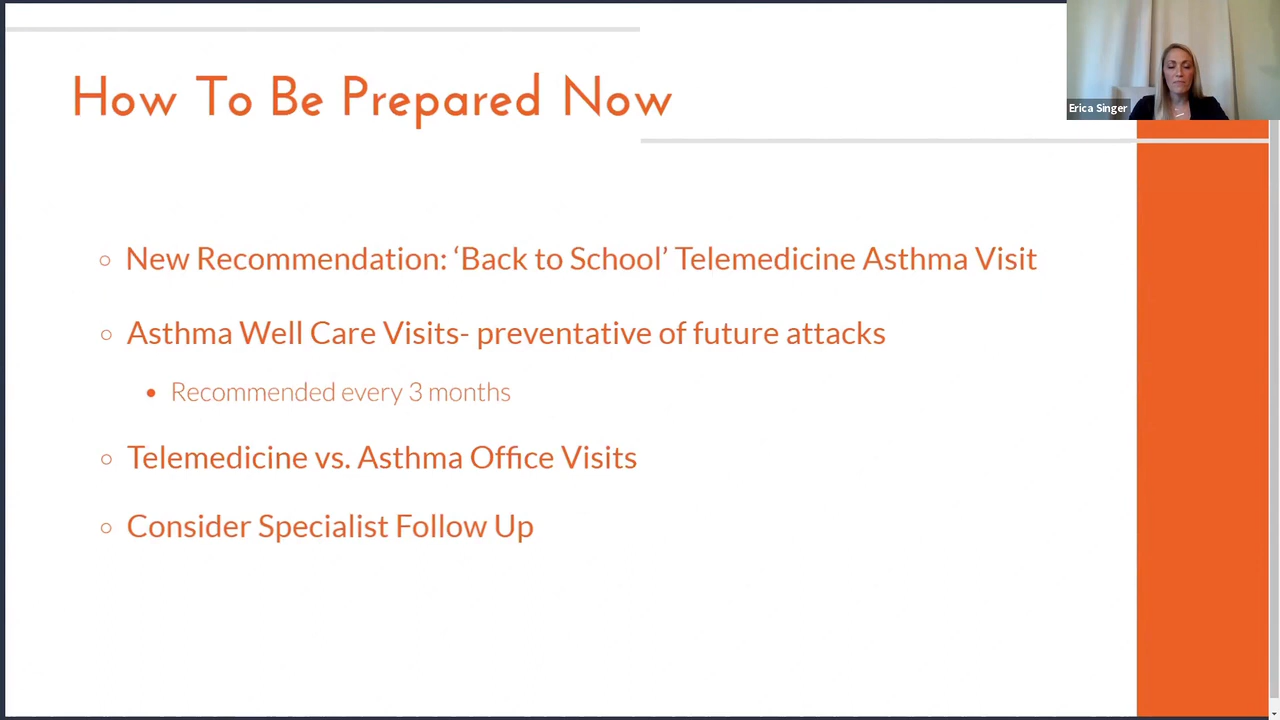 How To Be Prepared Now
Erica Singer
New Recommendation: ‘Back to School’ Telemedicine Asthma Visit
Asthma Well Care Visits- preventative of future attacks
Recommended every 3 months
Telemedicine vs. Asthma Office Visits
Consider Specialist Follow Up